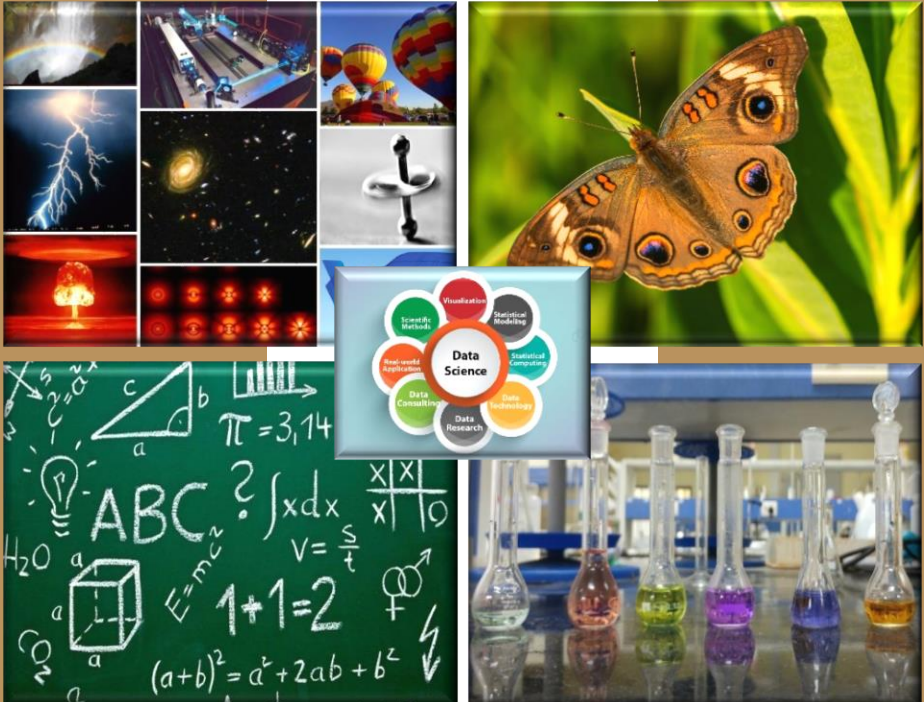 Visualization
Scientific
Methods
Statistical
Modeling
Real-world
Application
Data
Science
Statistical
Computing
Data
Consulting
Data
Technology
Data
Research
c
b
a
π = 3,14
ABC
?
∫xdx
x x
x O
V = s/t
H₂O
a
a
a
E=mc²
1+1=2
CO₂
(a+b)² = a² + 2ab + b²